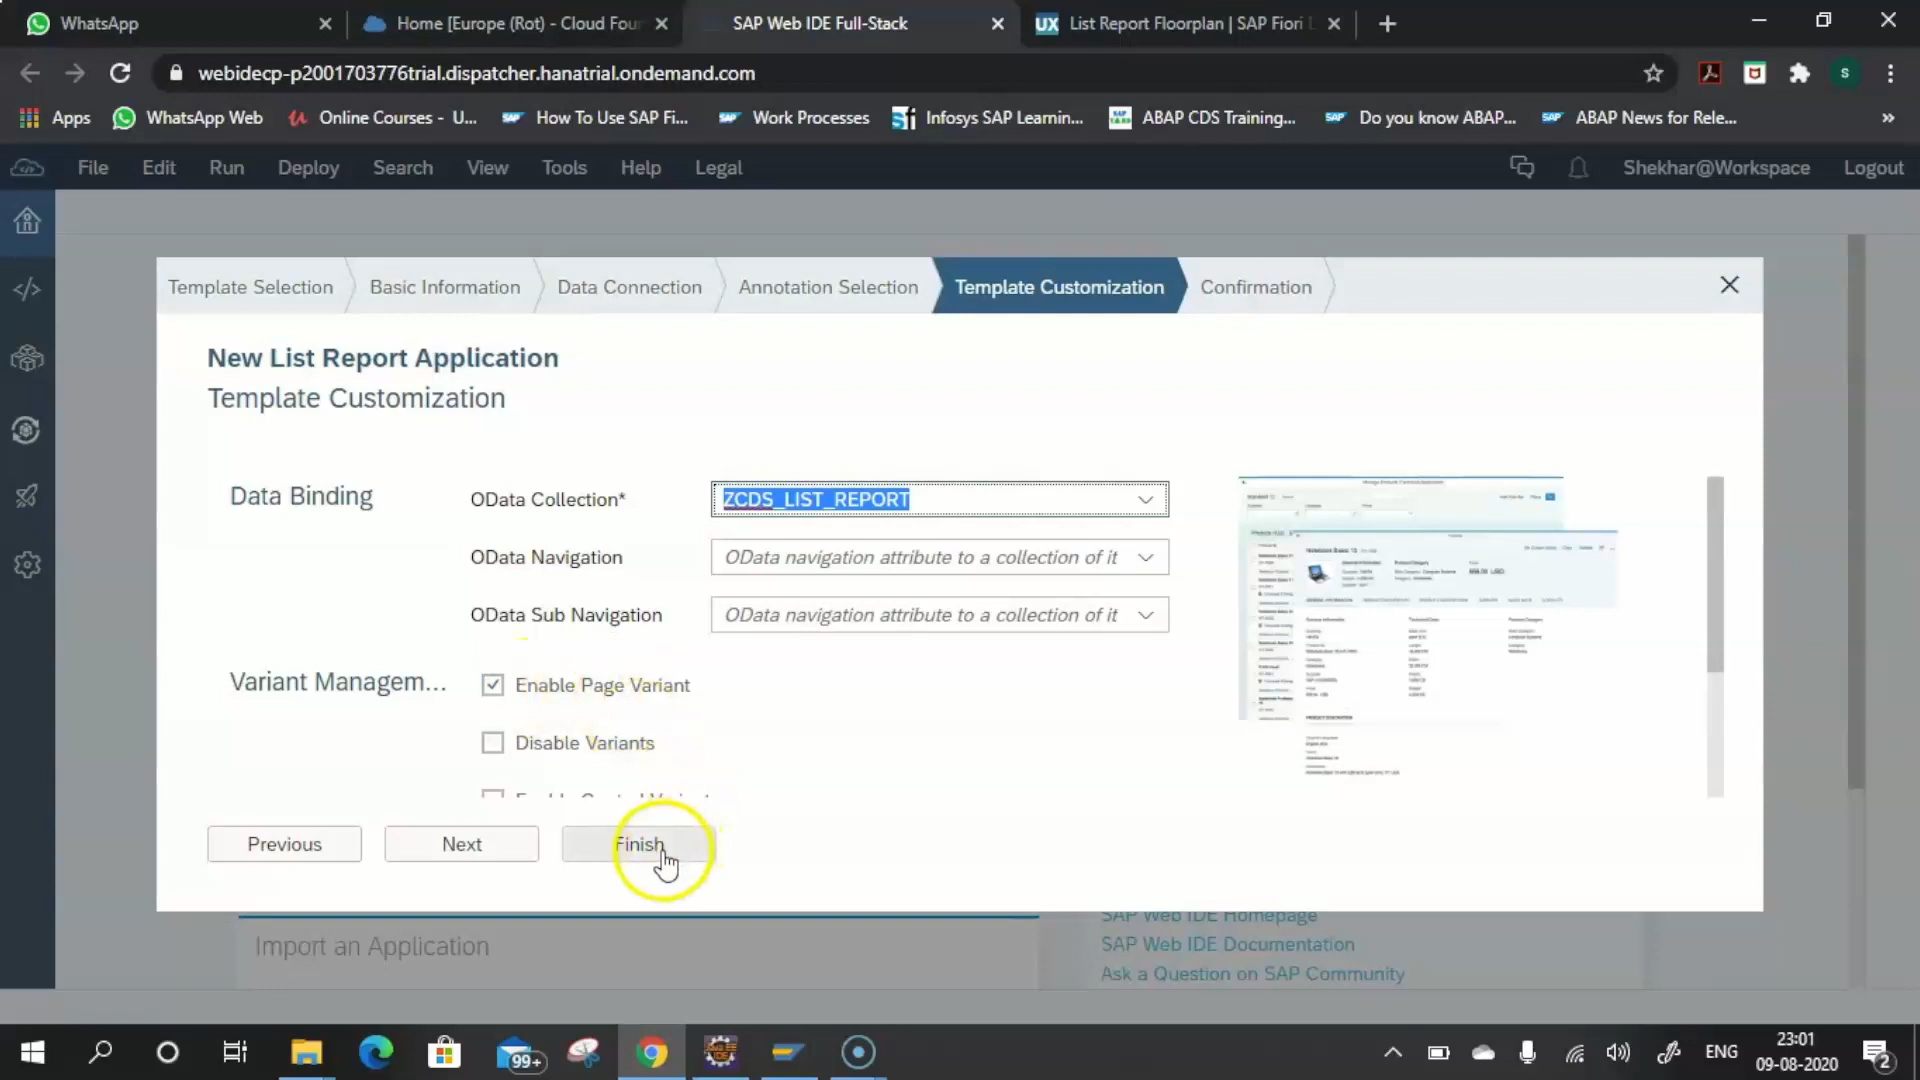 WhatsApp
Home [Europe (Rot) - Cloud Four
SAP Web IDE Full-Stack
UX List Report Floorplan | SAP Fiori
webidecp-p2001703776trial.dispatcher.hanatrial.ondemand.com
S
Apps
WhatsApp Web
Online Courses - U...
SAP How To Use SAP Fi...
SAP Work Processes
Infosys SAP Learnin...
ABAP CDS Training...
SAP Do you know ABAP...
SAP ABAP News for Rele...
»
File Edit Run Deploy Search View Tools Help Legal
Shekhar@Workspace Logout
Template Selection
Basic Information
Data Connection
Annotation Selection
Template Customization
Confirmation
New List Report Application
Template Customization
Data Binding
OData Collection*
ZCDS_LIST_REPORT
OData Navigation
OData navigation attribute to a collection of it
OData Sub Navigation
OData navigation attribute to a collection of it
Variant Managem...
Enable Page Variant
Disable Variants
Previous
Next
Finish
Import an Application
SAP Web IDE Homepage
SAP Web IDE Documentation
Ask a Question on SAP Community
99+
ENG
23:01
09-08-2020
2